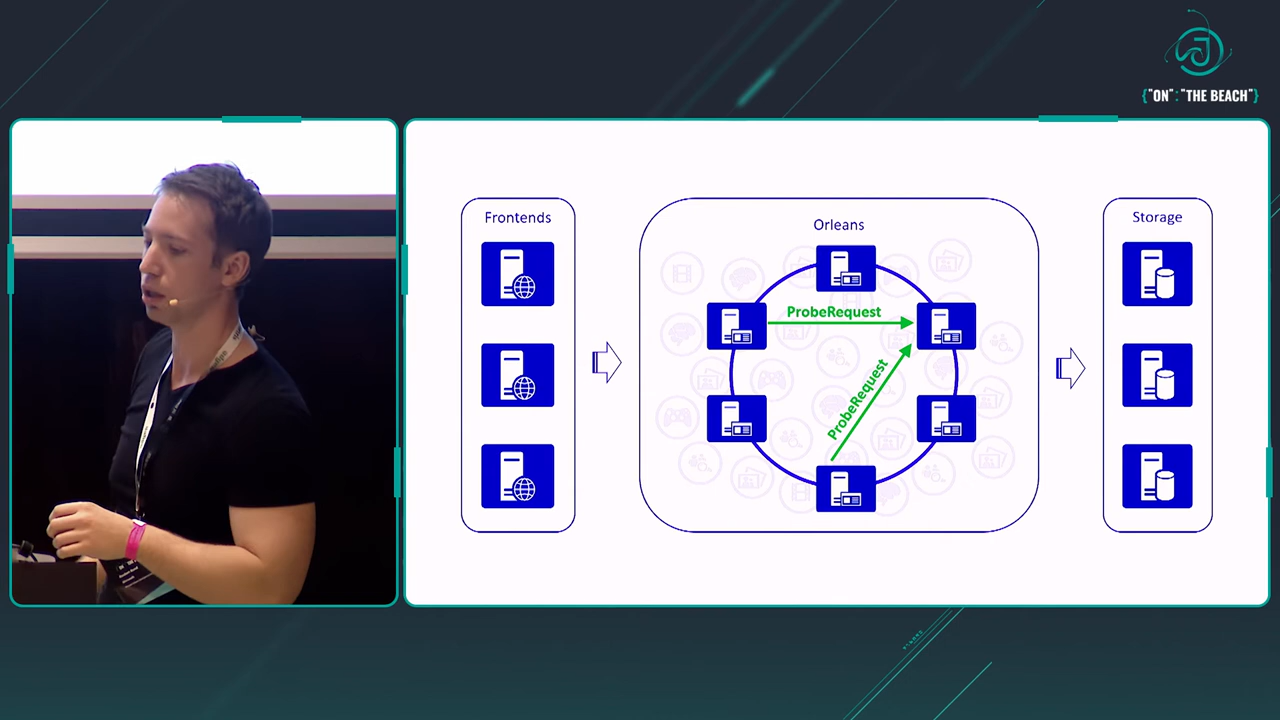 {"ON":"THE BEACH"}
Frontends
Orleans
Storage
ProbeRequest
ProbeRequest